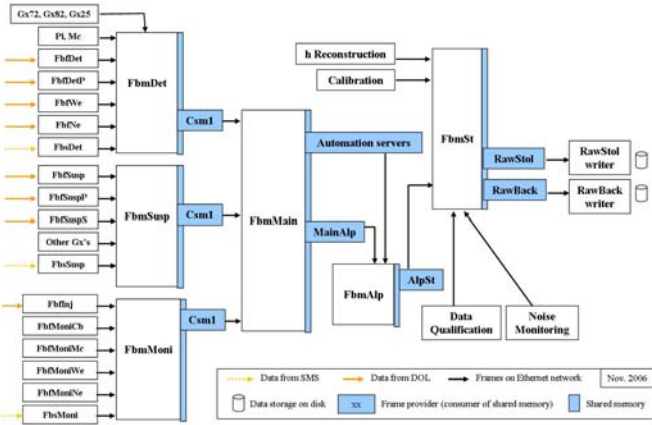 Gx72, Gx82, Gx25
Pi, Mc
FbfDet
FbfDetP
FbfWe
FbfNe
FbsDet
FbmDet
Csm1
FbfSusp
FbfSuspP
FbfSuspS
Other Gx's
FbsSusp
FbmSusp
Csm1
FbfInj
FbfMoniCb
FbfMoniMc
FbfMoniWe
FbfMoniNe
FbsMoni
FbmMoni
Csm1
FbmMain
Automation servers
MainAlp
FbmAlp
AlpSt
h Reconstruction
Calibration
FbmSt
RawStol
RawBack
RawStol
writer
RawBack
writer
Data
Qualification
Noise
Monitoring
Data from SMS
Data from DOL
Frames on Ethernet network
Nov. 2006
Data storage on disk
xx
Frame provider (consumer of shared memory)
Shared memory